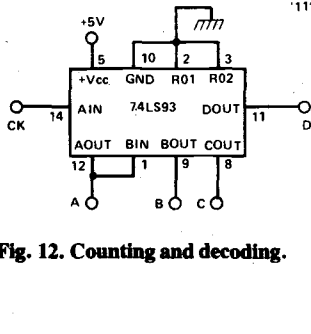 '11'
+5V
5 10 2 3
+Vcc GND R01 R02
CK 14 AIN 74LS93 DOUT 11 D
AOUT BIN BOUT COUT
12 1 9 8
A B C
Fig. 12. Counting and decoding.